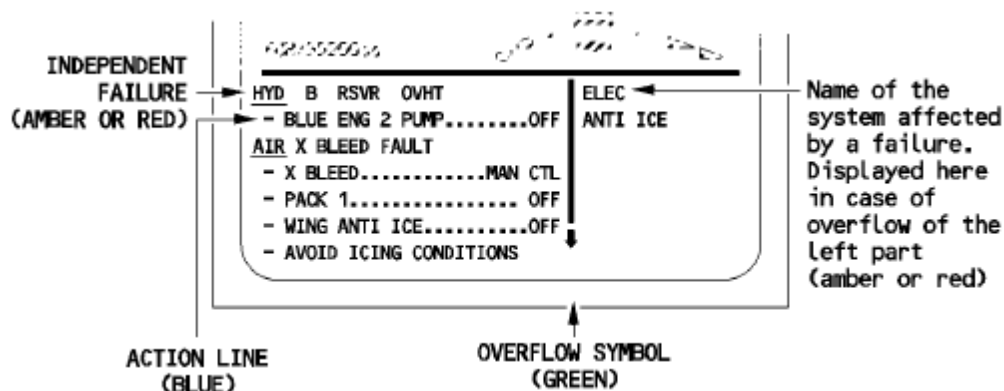 INDEPENDENT
FAILURE
(AMBER OR RED)
HYD B RSVR OVHT
- BLUE ENG 2 PUMP........OFF
AIR X BLEED FAULT
- X BLEED............MAN CTL
- PACK 1................ OFF
- WING ANTI ICE..........OFF
- AVOID ICING CONDITIONS
ELEC
ANTI ICE
Name of the
system affected
by a failure.
Displayed here
in case of
overflow of the
left part
(amber or red)
ACTION LINE
(BLUE)
OVERFLOW SYMBOL
(GREEN)